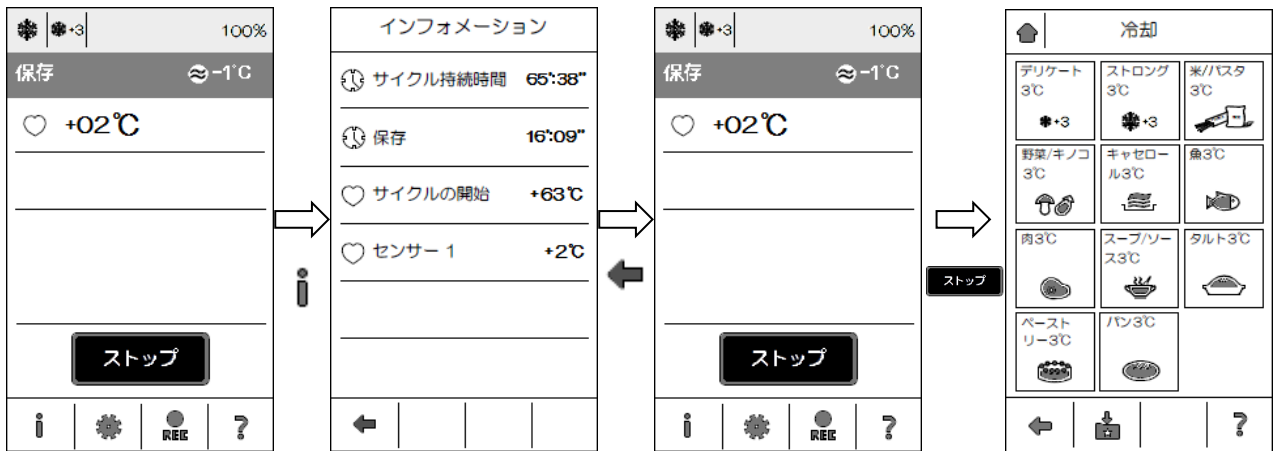 +3 100%
保存 -1℃
+02℃
ストップ
i REC ?
i
インフォメーション
サイクル持続時間 65':38"
保存 16':09"
サイクルの開始 +63℃
センサー 1 +2℃
+3 100%
保存 -1℃
+02℃
ストップ
i REC ?
ストップ
冷却
デリケート
3℃
+3
ストロング
3℃
+3
米/パスタ
3℃
野菜/キノコ
3℃
キャセロー
ル3℃
魚3℃
肉3℃
スープ/ソー
ス3℃
タルト3℃
ペースト
リー3℃
パン3℃
?